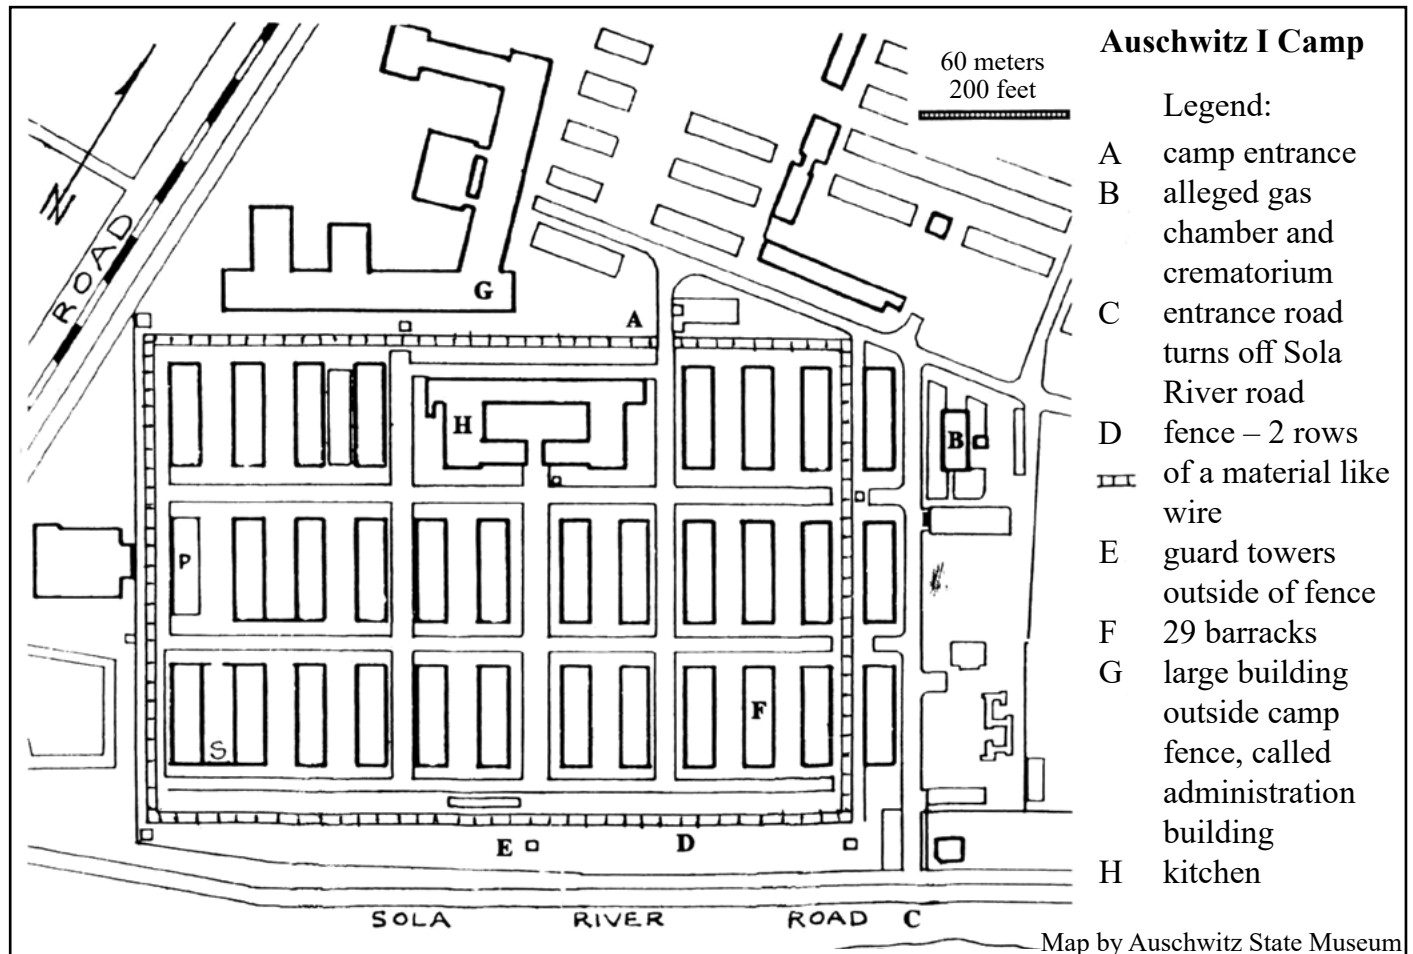 Auschwitz I Camp
60 meters
200 feet
Legend:
A camp entrance
B alleged gas
chamber and
crematorium
C entrance road
turns off Sola
River road
D fence – 2 rows
of a material like
wire
E guard towers
outside of fence
F 29 barracks
G large building
outside camp
fence, called
administration
building
H kitchen
N
ROAD
G
A
H
B
P
F
S
E
D
SOLA RIVER ROAD C
Map by Auschwitz State Museum